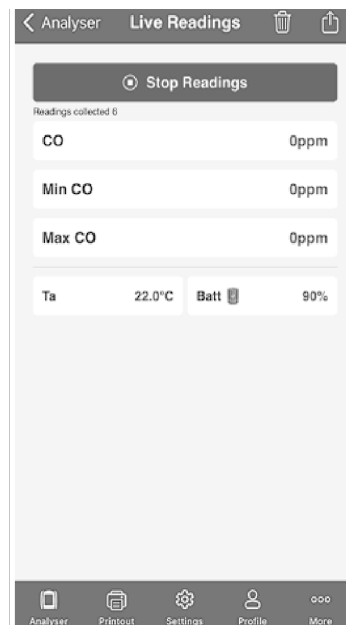 Analyser Live Readings
Stop Readings
Readings collected 6
CO 0ppm
Min CO 0ppm
Max CO 0ppm
Ta 22.0°C Batt 90%
Analyser Printout Settings Profile More